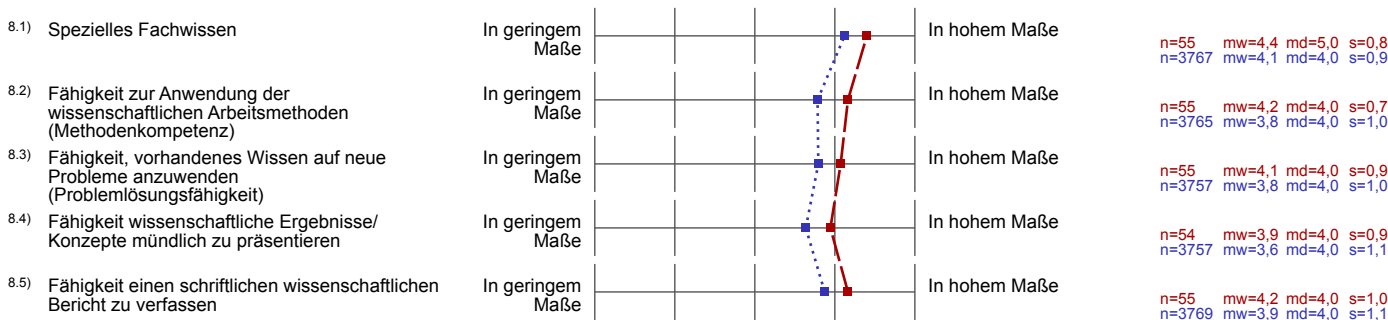 8.1) Spezielles Fachwissen In geringem Maße In hohem Maße
n=55 mw=4,4 md=5,0 s=0,8
n=3767 mw=4,1 md=4,0 s=0,9
8.2) Fähigkeit zur Anwendung der
wissenschaftlichen Arbeitsmethoden
(Methodenkompetenz)
In geringem
Maße
In hohem Maße
n=55 mw=4,2 md=4,0 s=0,7
n=3765 mw=3,8 md=4,0 s=1,0
8.3) Fähigkeit, vorhandenes Wissen auf neue
Probleme anzuwenden
(Problemlösungsfähigkeit)
In geringem
Maße
In hohem Maße
n=55 mw=4,1 md=4,0 s=0,9
n=3757 mw=3,8 md=4,0 s=1,0
8.4) Fähigkeit wissenschaftliche Ergebnisse/
Konzepte mündlich zu präsentieren
In geringem
Maße
In hohem Maße
n=54 mw=3,9 md=4,0 s=0,9
n=3757 mw=3,6 md=4,0 s=1,1
8.5) Fähigkeit einen schriftlichen wissenschaftlichen
Bericht zu verfassen
In geringem
Maße
In hohem Maße
n=55 mw=4,2 md=4,0 s=1,0
n=3769 mw=3,9 md=4,0 s=1,1